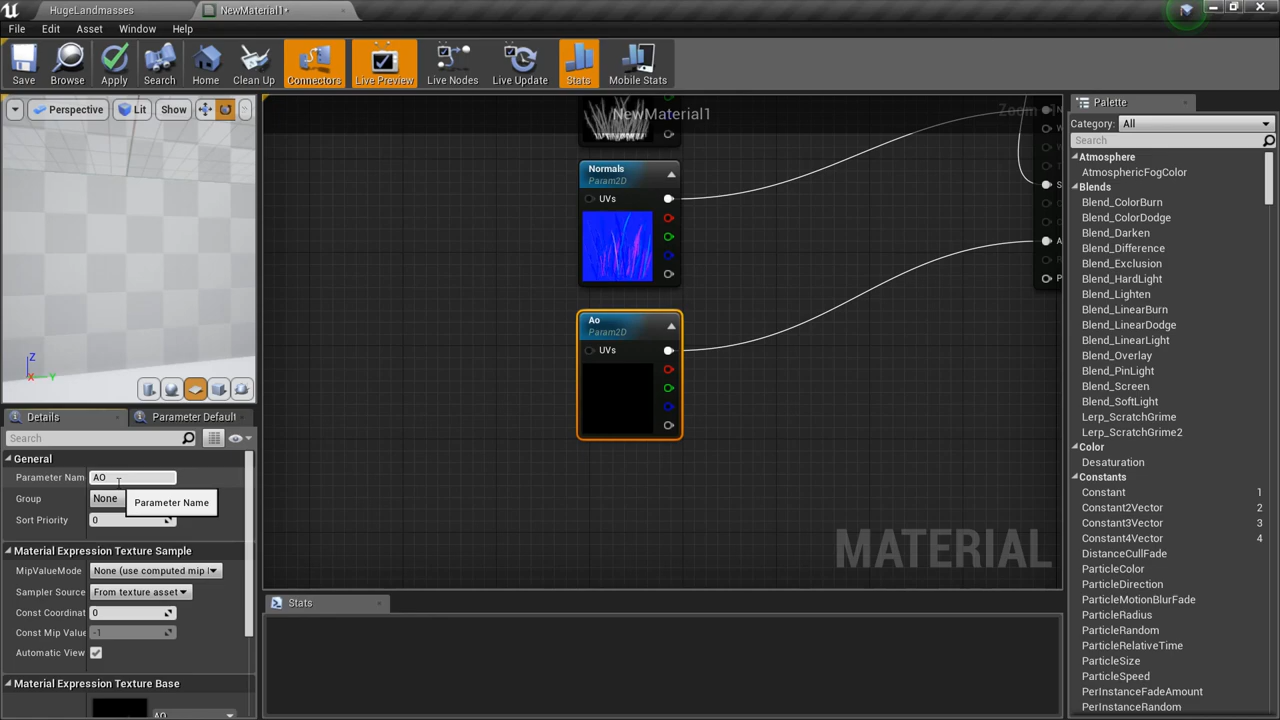 HugeLandmasses
NewMaterial1•
File Edit Asset Window Help
Save Browse Apply Search Home Clean Up Connectors Live Preview Live Nodes Live Update Stats Mobile Stats
Perspective Lit Show
NewMaterial1
Normals
Param2D
UVs
Ao
Param2D
UVs
MATERIAL
Z
X Y
Details Parameter Default
Search
General
Parameter Nam AO
Group None
Parameter Name
Sort Priority 0
Material Expression Texture Sample
MipValueMode None (use computed mip l
Sampler Source From texture asset
Const Coordinat 0
Const Mip Value -1
Automatic View
Material Expression Texture Base
AO
Stats
Palette
Category: All
Search
Atmosphere
AtmosphericFogColor
Blends
Blend_ColorBurn
Blend_ColorDodge
Blend_Darken
Blend_Difference
Blend_Exclusion
Blend_HardLight
Blend_Lighten
Blend_LinearBurn
Blend_LinearDodge
Blend_LinearLight
Blend_Overlay
Blend_PinLight
Blend_Screen
Blend_SoftLight
Lerp_ScratchGrime
Lerp_ScratchGrime2
Color
Desaturation
Constants
Constant 1
Constant2Vector 2
Constant3Vector 3
Constant4Vector 4
DistanceCullFade
ParticleColor
ParticleDirection
ParticleMotionBlurFade
ParticleRadius
ParticleRandom
ParticleRelativeTime
ParticleSize
ParticleSpeed
PerInstanceFadeAmount
PerInstanceRandom